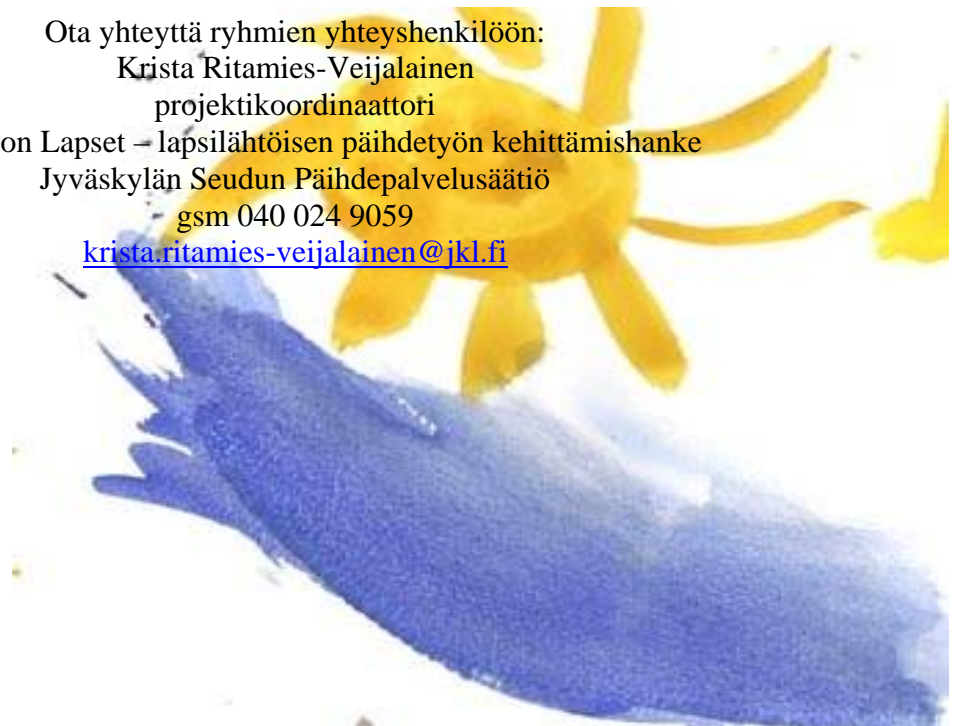 Ota yhteyttä ryhmien yhteyshenkilöön:
Krista Ritamies-Veijalainen
projektikoordinaattori
on Lapset – lapsilähtöisen päihdetyön kehittämishanke
Jyväskylän Seudun Päihdepalvelusäätiö
gsm 040 024 9059
krista.ritamies-veijalainen@jkl.fi